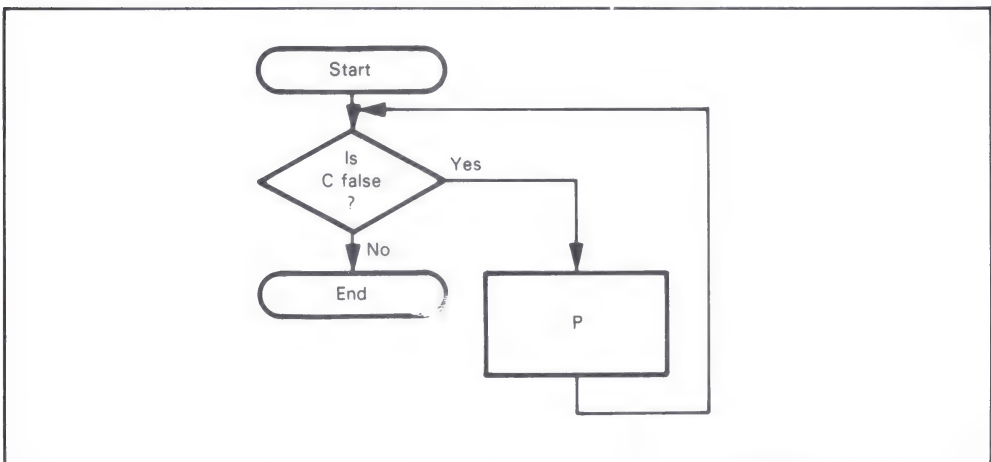 Start
Is
C false
?
Yes
No
End
P